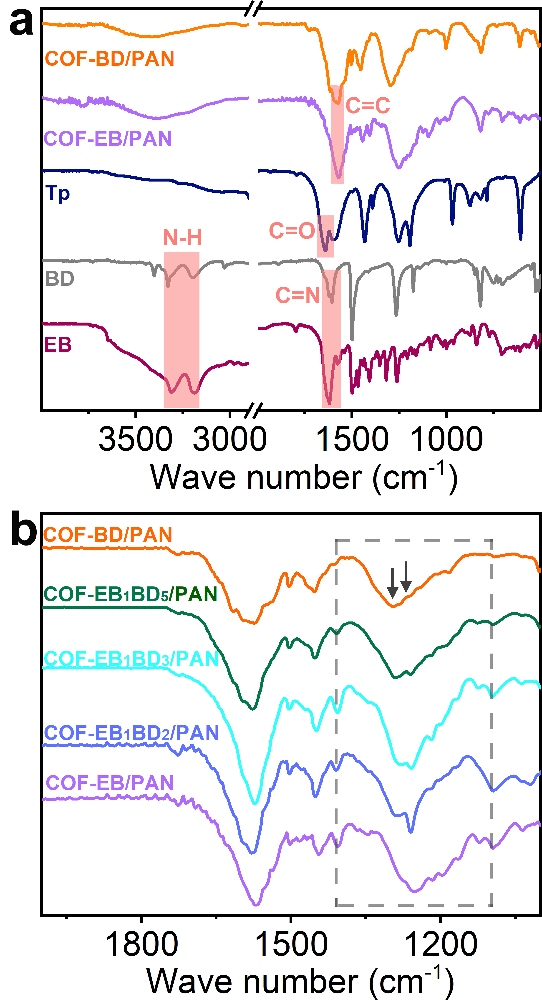 a
COF-BD/PAN
C=C
COF-EB/PAN
Tp
C=O
N-H
BD
C=N
EB
3500 3000 1500 1000
Wave number (cm⁻¹)
b
COF-BD/PAN
COF-EB₁BD₅/PAN
COF-EB₁BD₃/PAN
COF-EB₁BD₂/PAN
COF-EB/PAN
1800 1500 1200
Wave number (cm⁻¹)